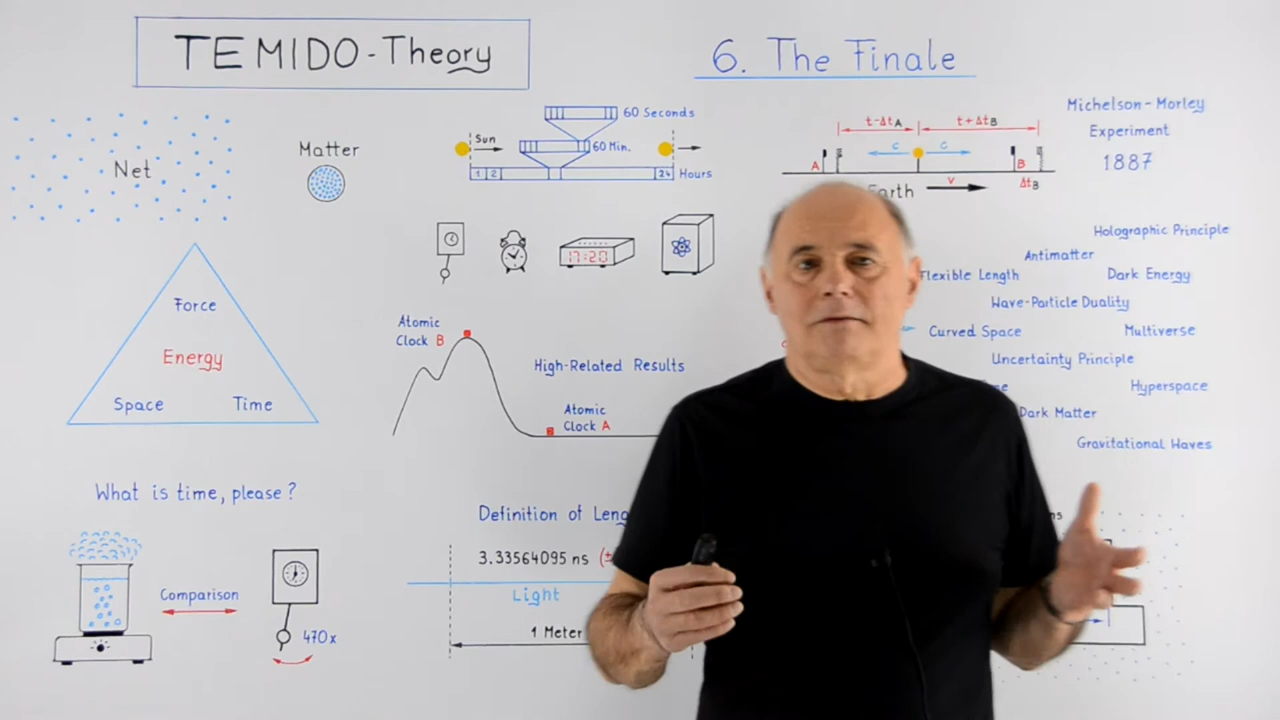 TEMIDO-Theory
6. The Finale
Net
Matter
Sun
60 Seconds
60 Min.
1 2
24
Hours
t-ΔtA
t+ΔtB
c
c
A
B
Earth
v
ΔtB
Michelson-Morley
Experiment
1887
17:20
Force
Energy
Space
Time
Atomic
Clock B
High-Related Results
Atomic
Clock A
Holographic Principle
Antimatter
Flexible Length
Dark Energy
Wave-Particle Duality
Curved Space
Multiverse
Uncertainty Principle
Hyperspace
Dark Matter
Gravitational Waves
What is time, please?
Comparison
470x
Definition of
3.33564095 ns
Light
1 Meter